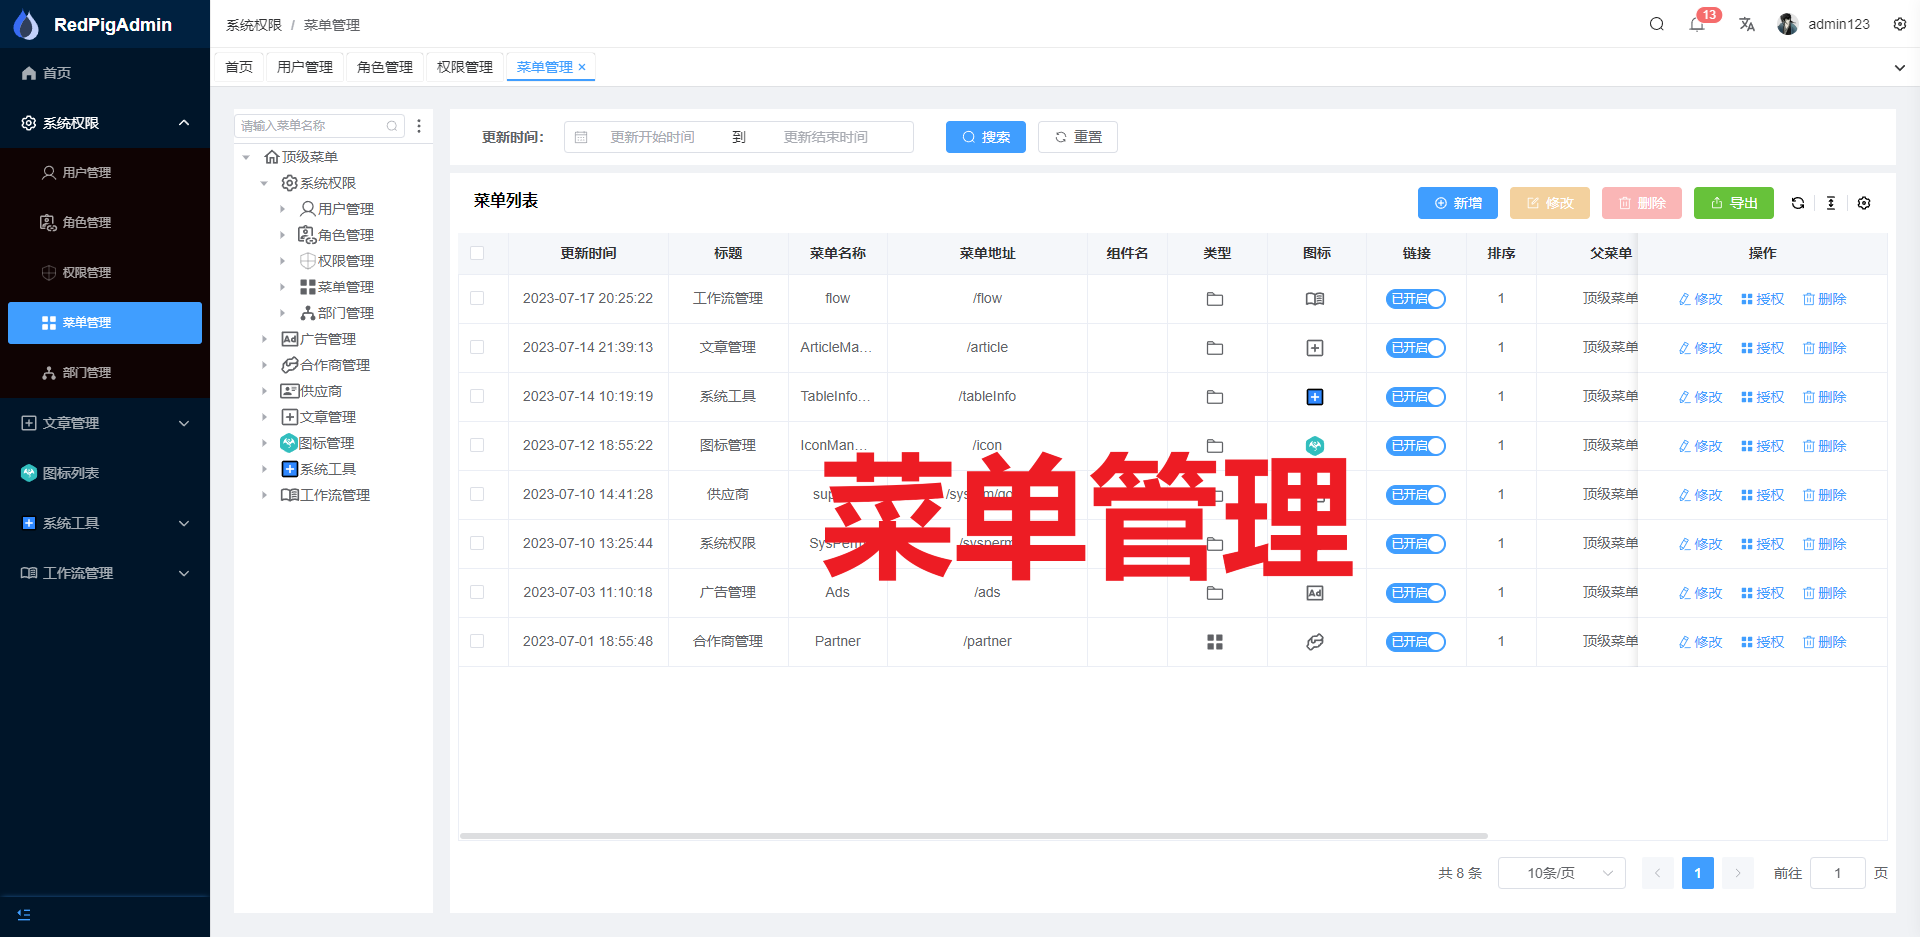 RedPigAdmin
首页
系统权限
用户管理
角色管理
权限管理
菜单管理
部门管理
文章管理
图标列表
系统工具
工作流管理
系统权限 / 菜单管理
13
admin123
首页 用户管理 角色管理 权限管理 菜单管理 ×
请输入菜单名称
顶级菜单
系统权限
用户管理
角色管理
权限管理
菜单管理
部门管理
Ad 广告管理
合作商管理
供应商
文章管理
图标管理
系统工具
工作流管理
更新时间: 更新开始时间 到 更新结束时间 搜索 重置
菜单列表 新增 修改 删除 导出
更新时间 标题 菜单名称 菜单地址 组件名 类型 图标 链接 排序 父菜单 操作
2023-07-17 20:25:22 工作流管理 flow /flow 已开启 1 顶级菜单 修改 授权 删除
2023-07-14 21:39:13 文章管理 ArticleMa... /article 已开启 1 顶级菜单 修改 授权 删除
2023-07-14 10:19:19 系统工具 TableInfo... /tableInfo 已开启 1 顶级菜单 修改 授权 删除
2023-07-12 18:55:22 图标管理 IconMan... /icon 已开启 1 顶级菜单 修改 授权 删除
2023-07-10 14:41:28 供应商 已开启 1 顶级菜单 修改 授权 删除
2023-07-10 13:25:44 系统权限 已开启 1 顶级菜单 修改 授权 删除
2023-07-03 11:10:18 广告管理 Ads /ads Ad 已开启 1 顶级菜单 修改 授权 删除
2023-07-01 18:55:48 合作商管理 Partner /partner 已开启 1 顶级菜单 修改 授权 删除
菜单管理
共 8 条 10条/页 1 前往 1 页